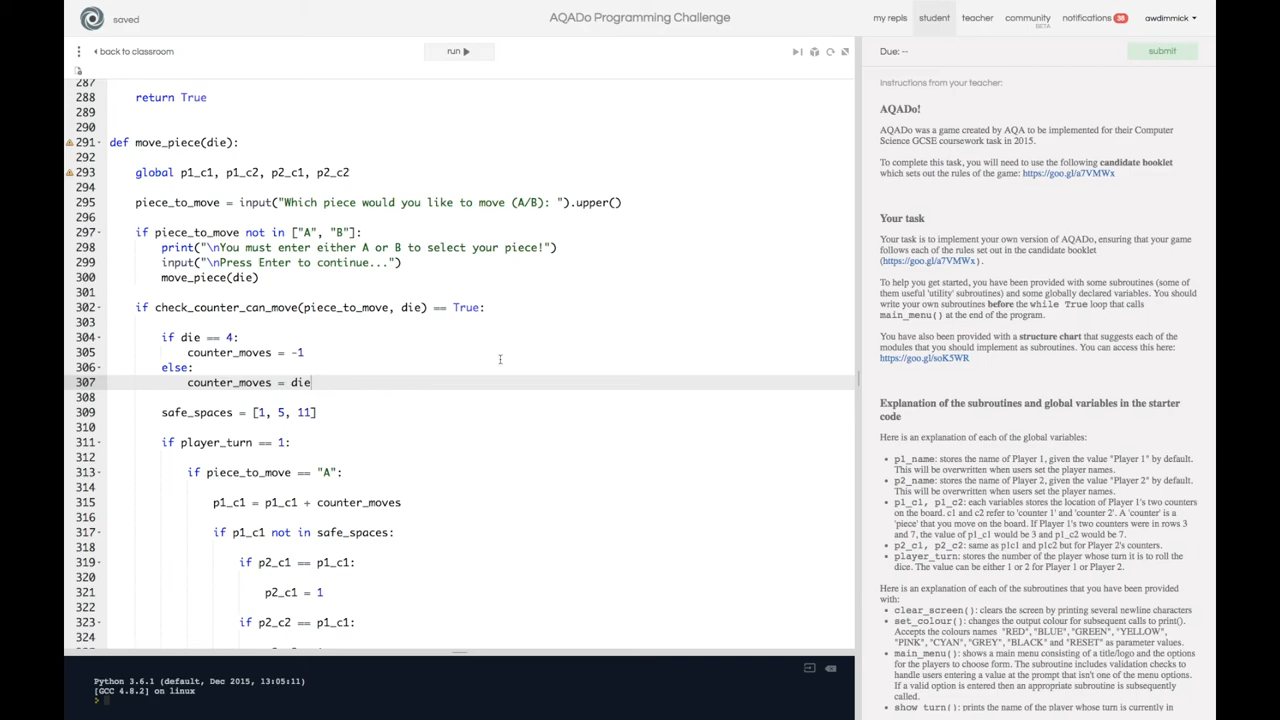 saved
AQADo Programming Challenge
my repls
student
teacher
community
BETA
notifications 36
awdimmick
back to classroom
run
Due: --
submit
287
288 return True
289
290
291 def move_piece(die):
292
293 global p1_c1, p1_c2, p2_c1, p2_c2
294
295 piece_to_move = input("Which piece would you like to move (A/B): ").upper()
296
297 if piece_to_move not in ["A", "B"]:
298 print("\nYou must enter either A or B to select your piece!")
299 input("\nPress Enter to continue...")
300 move_piece(die)
301
302 if check_counter_can_move(piece_to_move, die) == True:
303
304 if die == 4:
305 counter_moves = -1
306 else:
307 counter_moves = die
308
309 safe_spaces = [1, 5, 11]
310
311 if player_turn == 1:
312
313 if piece_to_move == "A":
314
315 p1_c1 = p1_c1 + counter_moves
316
317 if p1_c1 not in safe_spaces:
318
319 if p2_c1 == p1_c1:
320
321 p2_c1 = 1
322
323 if p2_c2 == p1_c1:
324
Python 3.6.1 (default, Dec 2015, 13:05:11)
[GCC 4.8.2] on linux
>
Instructions from your teacher:
AQADo!
AQADo was a game created by AQA to be implemented for their Computer
Science GCSE coursework task in 2015.
To complete this task, you will need to use the following candidate booklet
which sets out the rules of the game: https://goo.gl/a7VMWx
Your task
Your task is to implement your own version of AQADo, ensuring that your game
follows each of the rules set out in the candidate booklet
(https://goo.gl/a7VMWx).
To help you get started, you have been provided with some subroutines (some of
them useful 'utility' subroutines) and some globally declared variables. You should
write your own subroutines before the while True loop that calls
main_menu() at the end of the program.
You have also been provided with a structure chart that suggests each of the
modules that you should implement as subroutines. You can access this here:
https://goo.gl/soK5WR
Explanation of the subroutines and global variables in the starter
code
Here is an explanation of each of the global variables:
• p1_name: stores the name of Player 1, given the value "Player 1" by default.
This will be overwritten when users set the player names.
• p2_name: stores the name of Player 2, given the value "Player 2" by default.
This will be overwritten when users set the player names.
• p1_c1, p1_c2: each variables stores the location of Player 1's two counters
on the board. c1 and c2 refer to 'counter 1' and 'counter 2'. A 'counter' is a
'piece' that you move on the board. If Player 1's two counters were in rows 3
and 7, the value of p1_c1 would be 3 and p1_c2 would be 7.
• p2_c1, p2_c2: same as p1c1 and p1c2 but for Player 2's counters.
• player_turn: stores the number of the player whose turn it is to roll the
dice. The value can be either 1 or 2 for Player 1 or Player 2.
Here is an explanation of each of the subroutines that you have been provided
with:
• clear_screen(): clears the screen by printing several newline characters
• set_colour(): changes the output colour for subsequent calls to print().
Accepts the colours names "RED", "BLUE", "GREEN", "YELLOW",
"PINK", "CYAN", "GREY", "BLACK" and "RESET" as parameter values.
• main_menu(): shows a main menu consisting of a title/logo and the options
for the players to choose form. The subroutine includes validation checks to
handle users entering a value at the prompt that isn't one of the menu options.
If a valid option is entered then an appropriate subroutine is subsequently
called.
• show_turn(): prints the name of the player whose turn is currently in